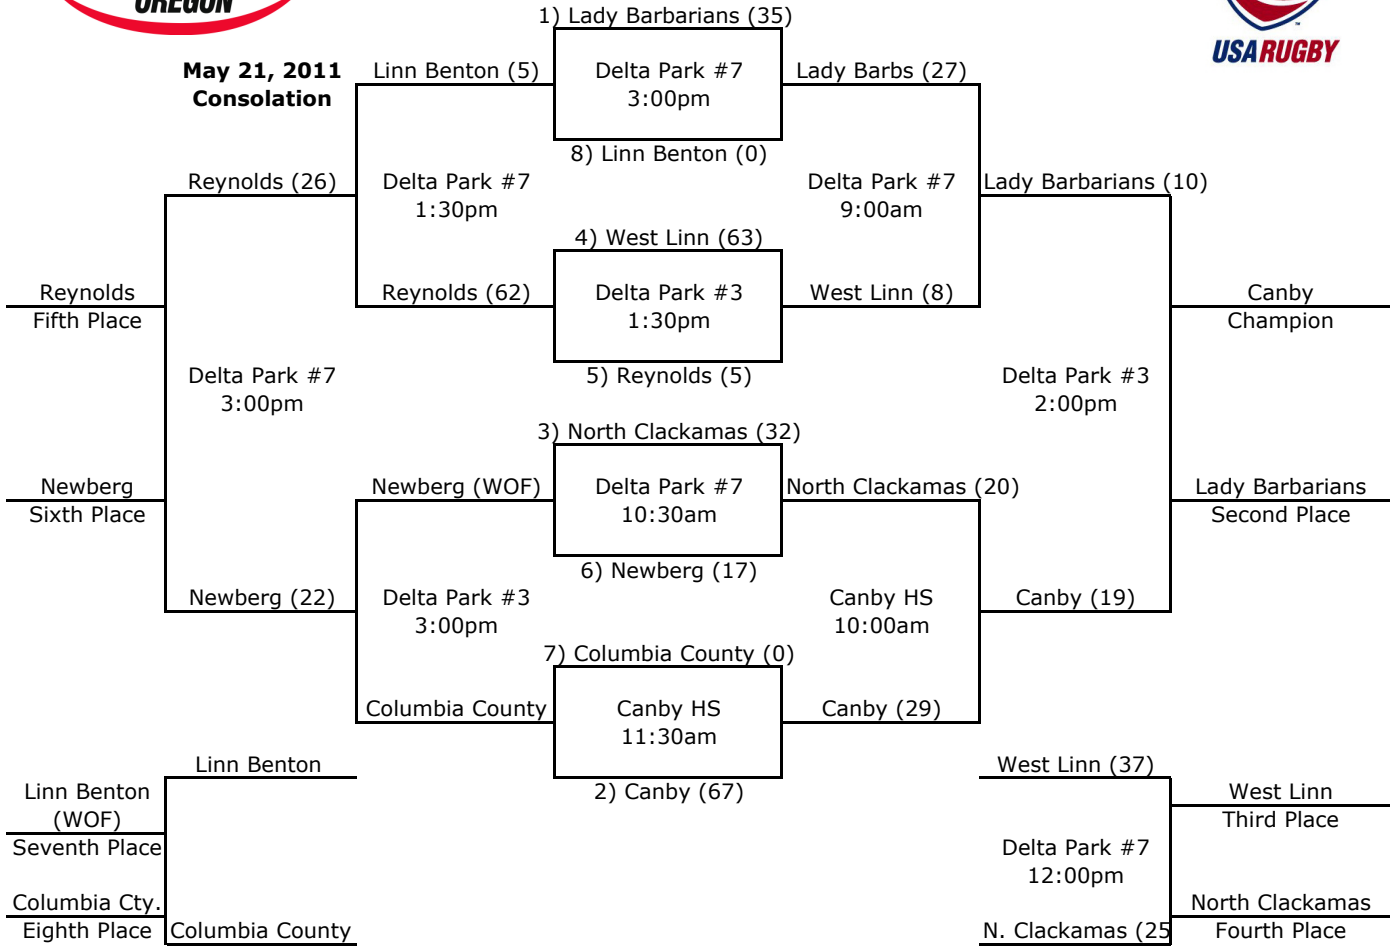 OREGON
1) Lady Barbarians (35)
USA RUGBY
May 21, 2011
Consolation
Linn Benton (5)
Delta Park #7
3:00pm
Lady Barbs (27)
8) Linn Benton (0)
Reynolds (26)
Delta Park #7
1:30pm
Delta Park #7
9:00am
Lady Barbarians (10)
4) West Linn (63)
Reynolds
Fifth Place
Reynolds (62)
Delta Park #3
1:30pm
West Linn (8)
Canby
Champion
5) Reynolds (5)
Delta Park #7
3:00pm
Delta Park #3
2:00pm
3) North Clackamas (32)
Newberg
Sixth Place
Newberg (WOF)
Delta Park #7
10:30am
North Clackamas (20)
Lady Barbarians
Second Place
6) Newberg (17)
Newberg (22)
Delta Park #3
3:00pm
Canby HS
10:00am
Canby (19)
7) Columbia County (0)
Columbia County
Canby HS
11:30am
Canby (29)
2) Canby (67)
Linn Benton
Linn Benton
(WOF)
Seventh Place
West Linn (37)
West Linn
Third Place
Delta Park #7
12:00pm
Columbia Cty.
Eighth Place
Columbia County
N. Clackamas (25
North Clackamas
Fourth Place